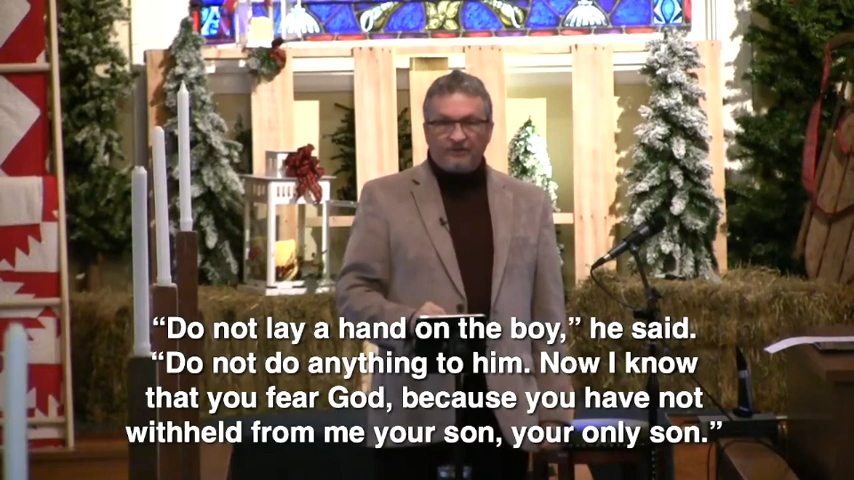 “Do not lay a hand on the boy,” he said.
“Do not do anything to him. Now I know
that you fear God, because you have not
withheld from me your son, your only son.”